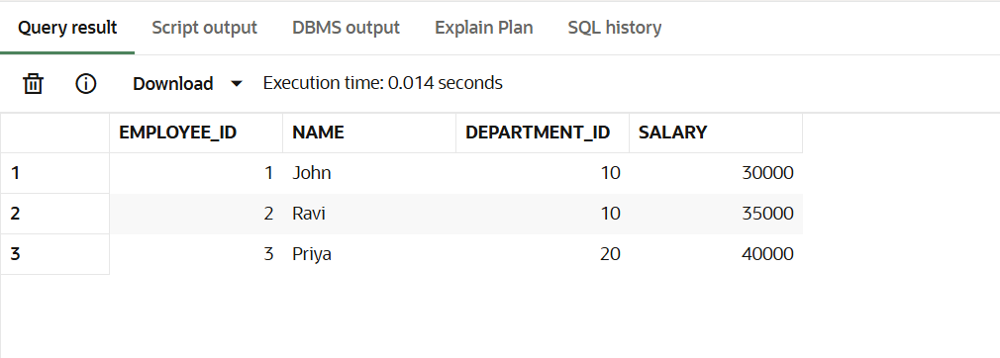 Query result Script output DBMS output Explain Plan SQL history
Download Execution time: 0.014 seconds
EMPLOYEE_ID NAME DEPARTMENT_ID SALARY
1 1 John 10 30000
2 2 Ravi 10 35000
3 3 Priya 20 40000